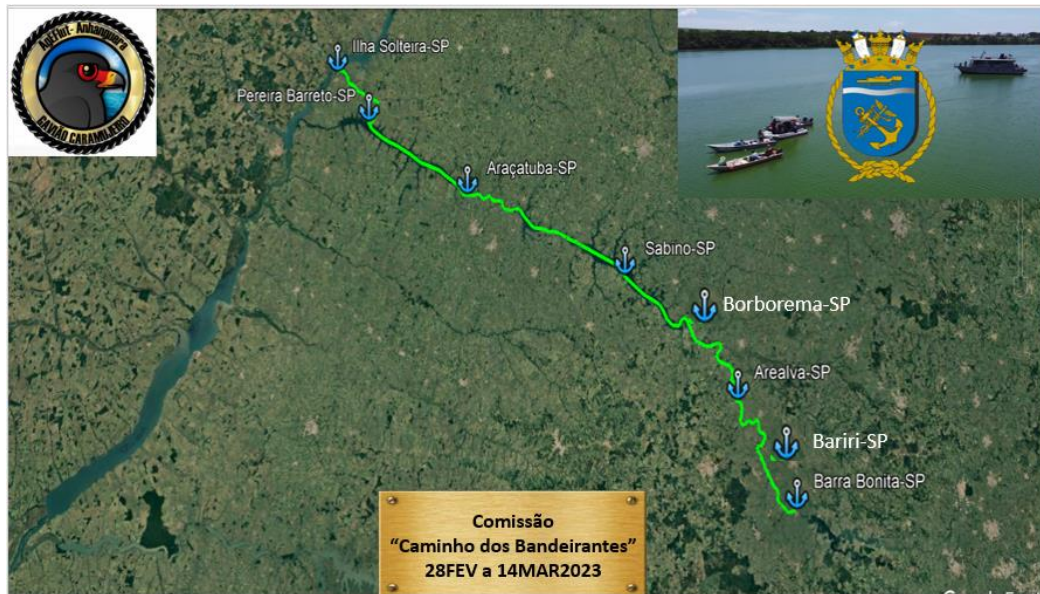 AgEFlut- Anhanguera
GAVIÃO CARAMUJEIRO
Ilha Solteira-SP
Pereira Barreto-SP
Araçatuba-SP
Sabino-SP
Borborema-SP
Arealva-SP
Bariri-SP
Barra Bonita-SP
Comissão
“Caminho dos Bandeirantes”
28FEV a 14MAR2023